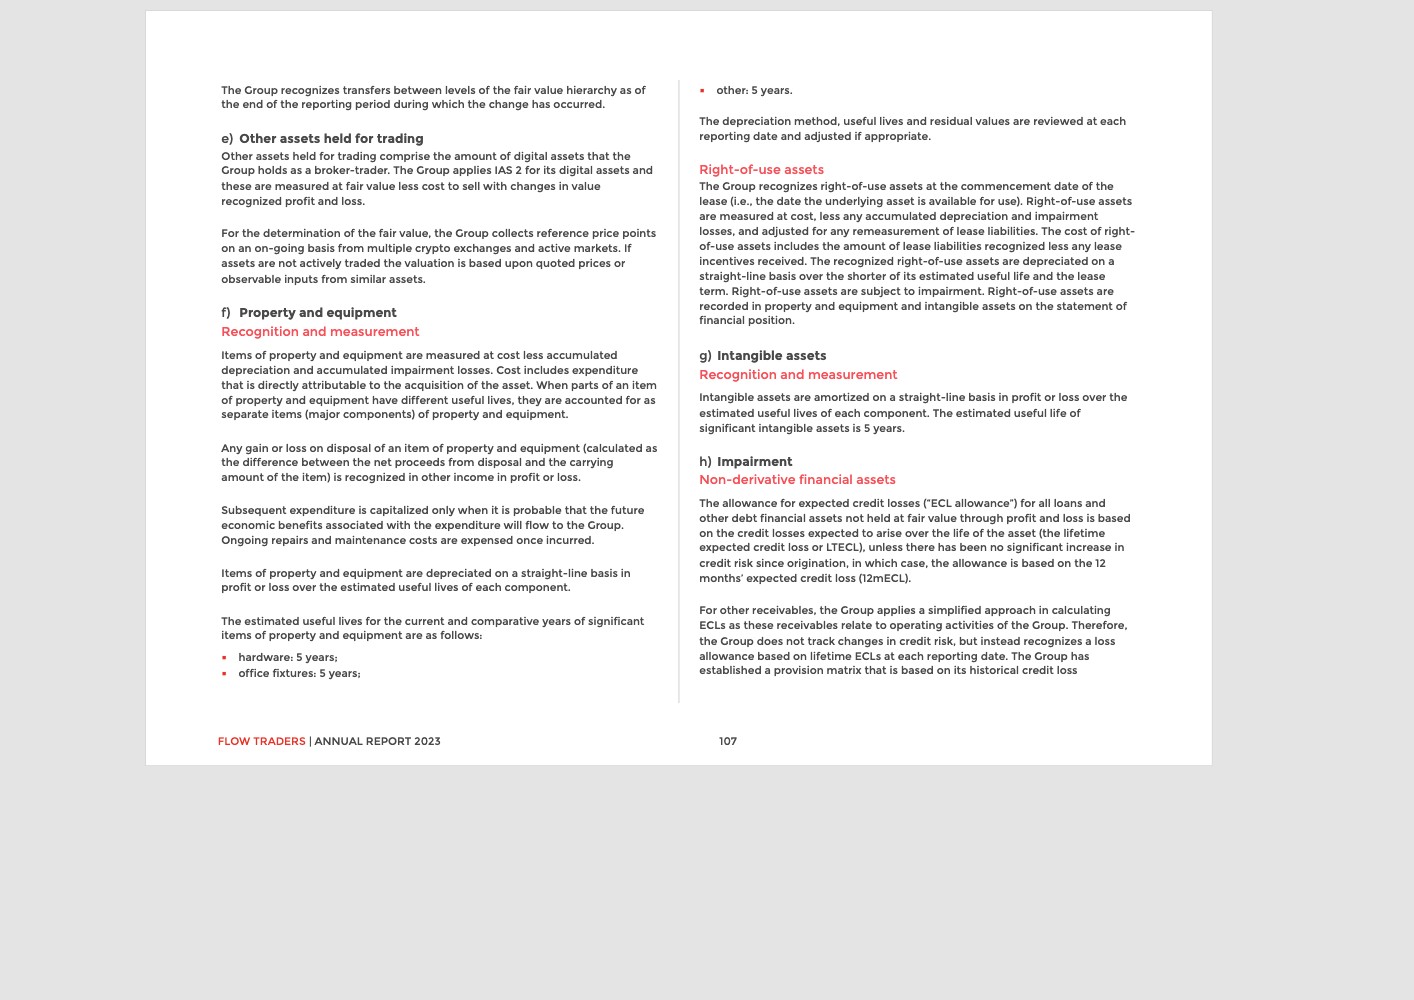 The Group recognizes transfers between levels of the fair value hierarchy as of
the end of the reporting period during which the change has occurred.
e) Other assets held for trading
Other assets held for trading comprise the amount of digital assets that the
Group holds as a broker-trader. The Group applies IAS 2 for its digital assets and
these are measured at fair value less cost to sell with changes in value
recognized profit and loss.
For the determination of the fair value, the Group collects reference price points
on an on-going basis from multiple crypto exchanges and active markets. If
assets are not actively traded the valuation is based upon quoted prices or
observable inputs from similar assets.
f) Property and equipment
Recognition and measurement
Items of property and equipment are measured at cost less accumulated
depreciation and accumulated impairment losses. Cost includes expenditure
that is directly attributable to the acquisition of the asset. When parts of an item
of property and equipment have different useful lives, they are accounted for as
separate items (major components) of property and equipment.
Any gain or loss on disposal of an item of property and equipment (calculated as
the difference between the net proceeds from disposal and the carrying
amount of the item) is recognized in other income in profit or loss.
Subsequent expenditure is capitalized only when it is probable that the future
economic benefits associated with the expenditure will flow to the Group.
Ongoing repairs and maintenance costs are expensed once incurred.
Items of property and equipment are depreciated on a straight-line basis in
profit or loss over the estimated useful lives of each component.
The estimated useful lives for the current and comparative years of significant
items of property and equipment are as follows:
▪ hardware: 5 years;
▪ office fixtures: 5 years;
▪ other: 5 years.
The depreciation method, useful lives and residual values are reviewed at each
reporting date and adjusted if appropriate.
Right-of-use assets
The Group recognizes right-of-use assets at the commencement date of the
lease (i.e., the date the underlying asset is available for use). Right-of-use assets
are measured at cost, less any accumulated depreciation and impairment
losses, and adjusted for any remeasurement of lease liabilities. The cost of right-
of-use assets includes the amount of lease liabilities recognized less any lease
incentives received. The recognized right-of-use assets are depreciated on a
straight-line basis over the shorter of its estimated useful life and the lease
term. Right-of-use assets are subject to impairment. Right-of-use assets are
recorded in property and equipment and intangible assets on the statement of
financial position.
g) Intangible assets
Recognition and measurement
Intangible assets are amortized on a straight-line basis in profit or loss over the
estimated useful lives of each component. The estimated useful life of
significant intangible assets is 5 years.
h) Impairment
Non-derivative financial assets
The allowance for expected credit losses (“ECL allowance”) for all loans and
other debt financial assets not held at fair value through profit and loss is based
on the credit losses expected to arise over the life of the asset (the lifetime
expected credit loss or LTECL), unless there has been no significant increase in
credit risk since origination, in which case, the allowance is based on the 12
months’ expected credit loss (12mECL).
For other receivables, the Group applies a simplified approach in calculating
ECLs as these receivables relate to operating activities of the Group. Therefore,
the Group does not track changes in credit risk, but instead recognizes a loss
allowance based on lifetime ECLs at each reporting date. The Group has
established a provision matrix that is based on its historical credit loss
FLOW TRADERS | ANNUAL REPORT 2023
107